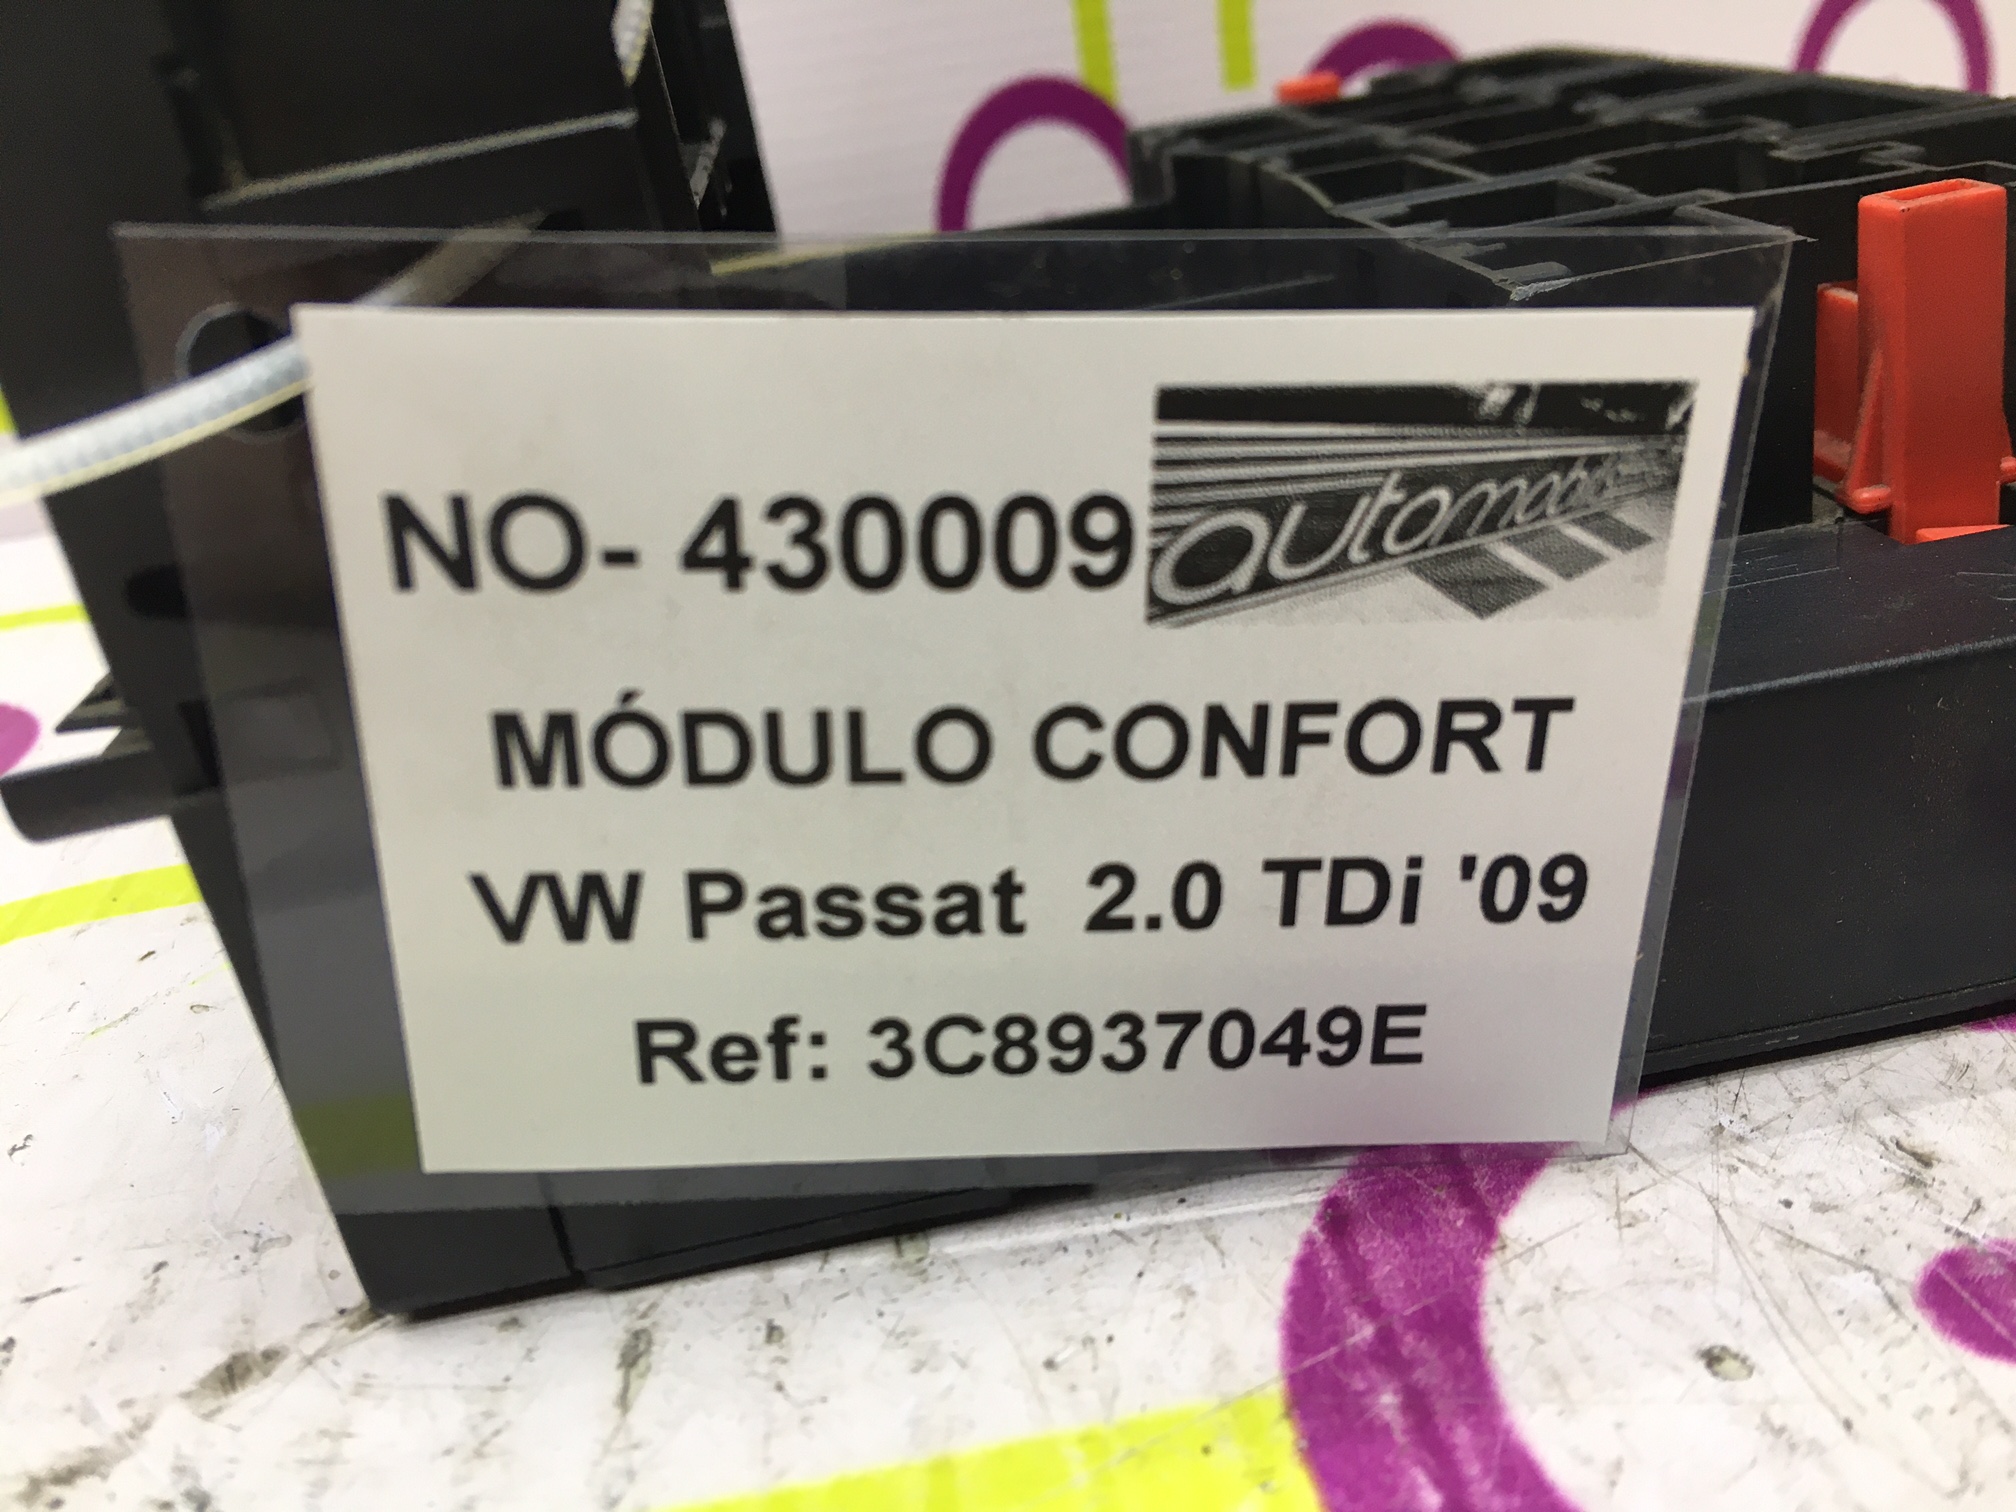 NO- 430009
MÓDULO CONFORT
VW Passat 2.0 TDi '09
Ref: 3C8937049E